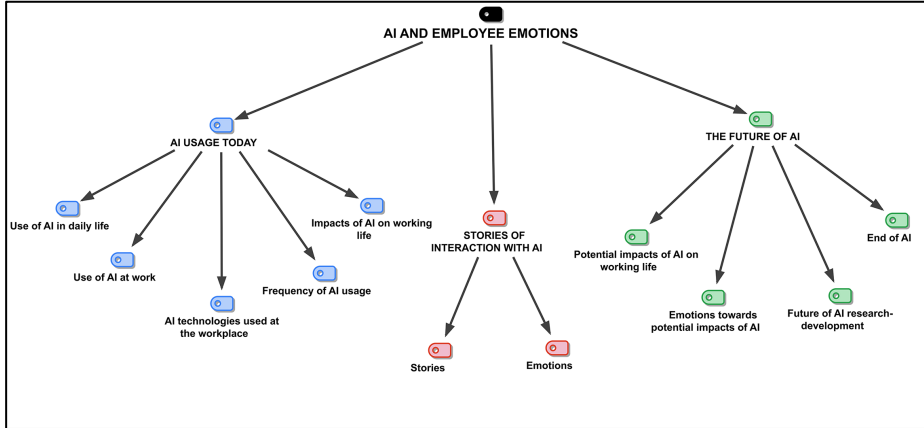 AI AND EMPLOYEE EMOTIONS
AI USAGE TODAY
Use of AI in daily life
Use of AI at work
AI technologies used at
the workplace
Frequency of AI usage
Impacts of AI on working
life
STORIES OF
INTERACTION WITH AI
Stories
Emotions
THE FUTURE OF AI
Potential impacts of AI on
working life
Emotions towards
potential impacts of AI
Future of AI research-
development
End of AI